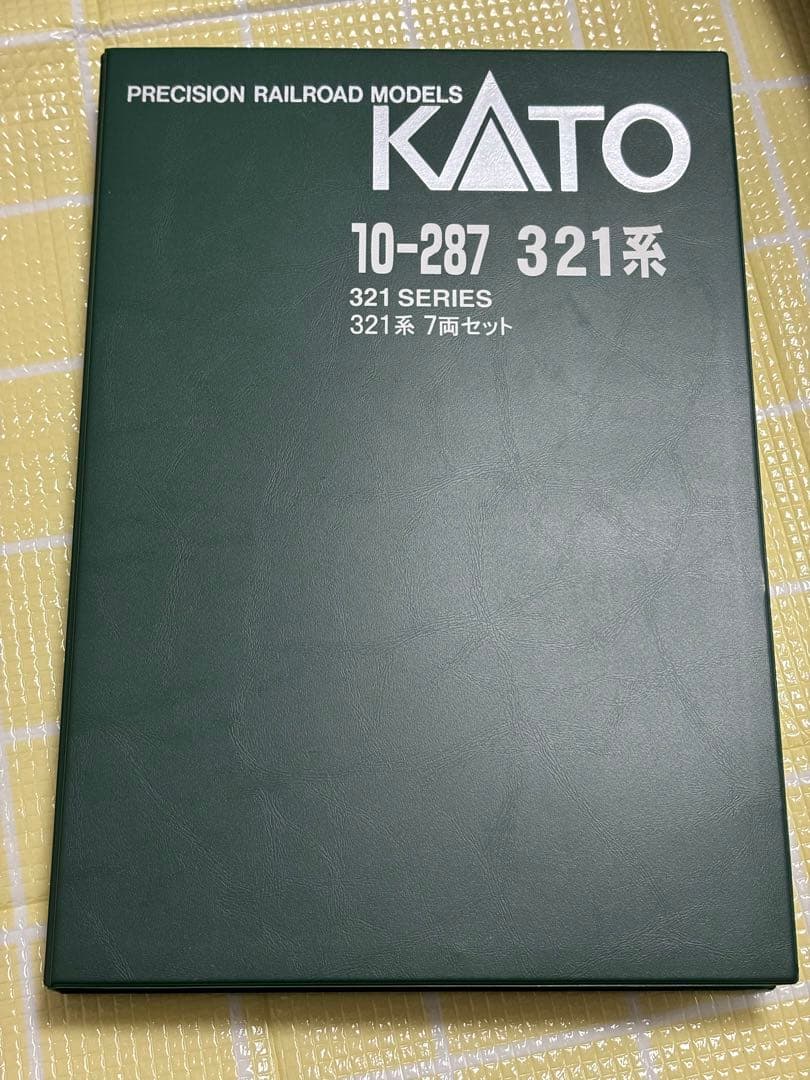 PRECISION RAILROAD MODELS
KATO
10-287 321系
321 SERIES
321系 7両セット